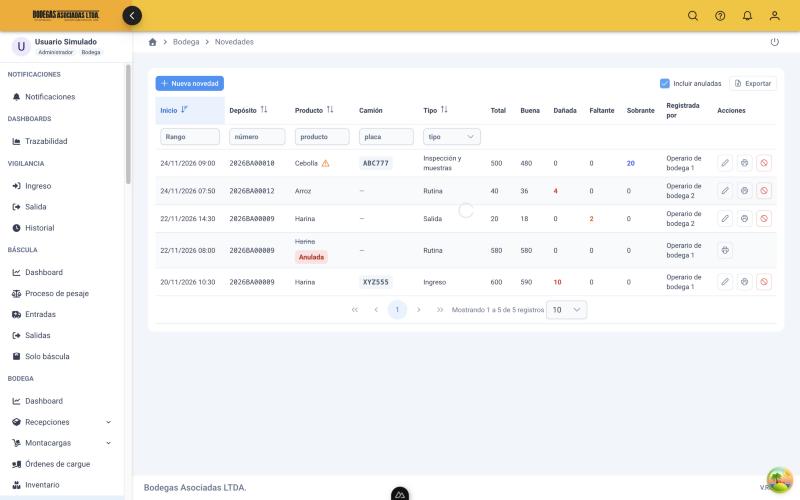 BODEGAS ASOCIADAS LTDA.
U
Usuario Simulado
Administrador Bodega
Bodega
Novedades
NOTIFICACIONES
Notificaciones
DASHBOARDS
Trazabilidad
VIGILANCIA
Ingreso
Salida
Historial
BÁSCULA
Dashboard
Proceso de pesaje
Entradas
Salidas
Solo báscula
BODEGA
Dashboard
Recepciones
Montacargas
Órdenes de cargue
Inventario
+ Nueva novedad
Incluir anuladas
Exportar
Inicio Depósito Producto Camión Tipo Total Buena Dañada Faltante Sobrante Registrada por Acciones
Rango número producto placa tipo
24/11/2026 09:00 2026BA00010 Cebolla ABC777 Inspección y muestras 500 480 0 0 20 Operario de bodega 1
24/11/2026 07:50 2026BA00012 Arroz — Rutina 40 36 4 0 0 Operario de bodega 2
22/11/2026 14:30 2026BA00009 Harina — Salida 20 18 0 2 0 Operario de bodega 2
22/11/2026 08:00 2026BA00009 Harina Anulada — Rutina 580 580 0 0 0 Operario de bodega 1
20/11/2026 10:30 2026BA00009 Harina XYZ555 Ingreso 600 590 10 0 0 Operario de bodega 1
« ‹ 1 › » Mostrando 1 a 5 de 5 registros 10
Bodegas Asociadas LTDA.